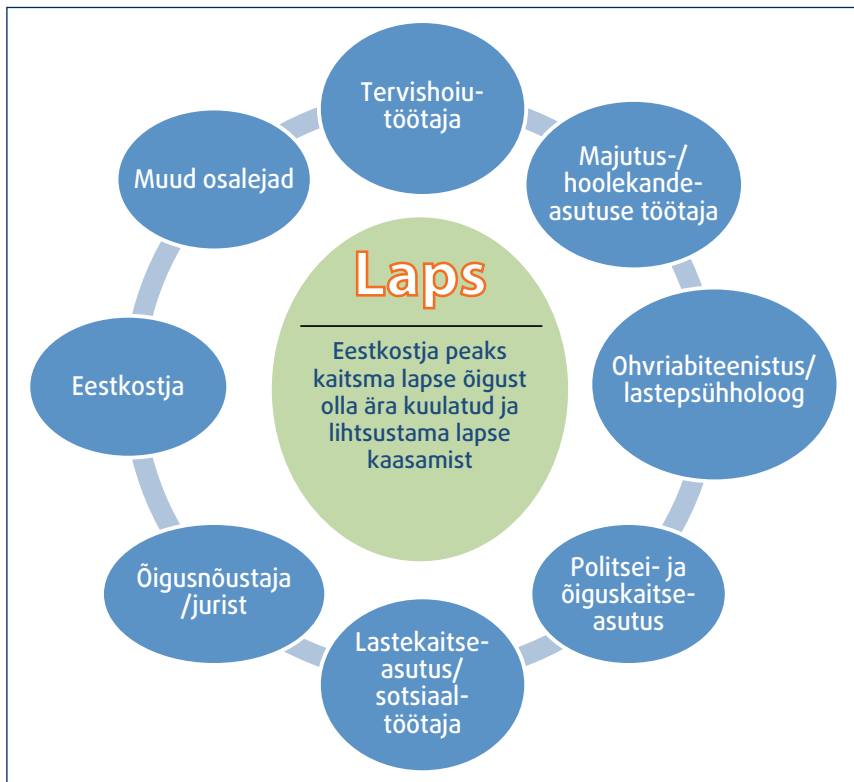 Tervishoiu-
töötaja
Majutus-/
hoolekande-
asutuse töötaja
Ohvriabiteenistus/
lastepsühholoog
Politsei- ja
õiguskaitse-
asutus
Lastekaitse-
asutus/
sotsiaal-
töötaja
Õigusnõustaja
/jurist
Eestkostja
Muud osalejad
Laps
Eestkostja peaks
kaitsma lapse õigust
olla ära kuulatud ja
lihtsustama lapse
kaasamist